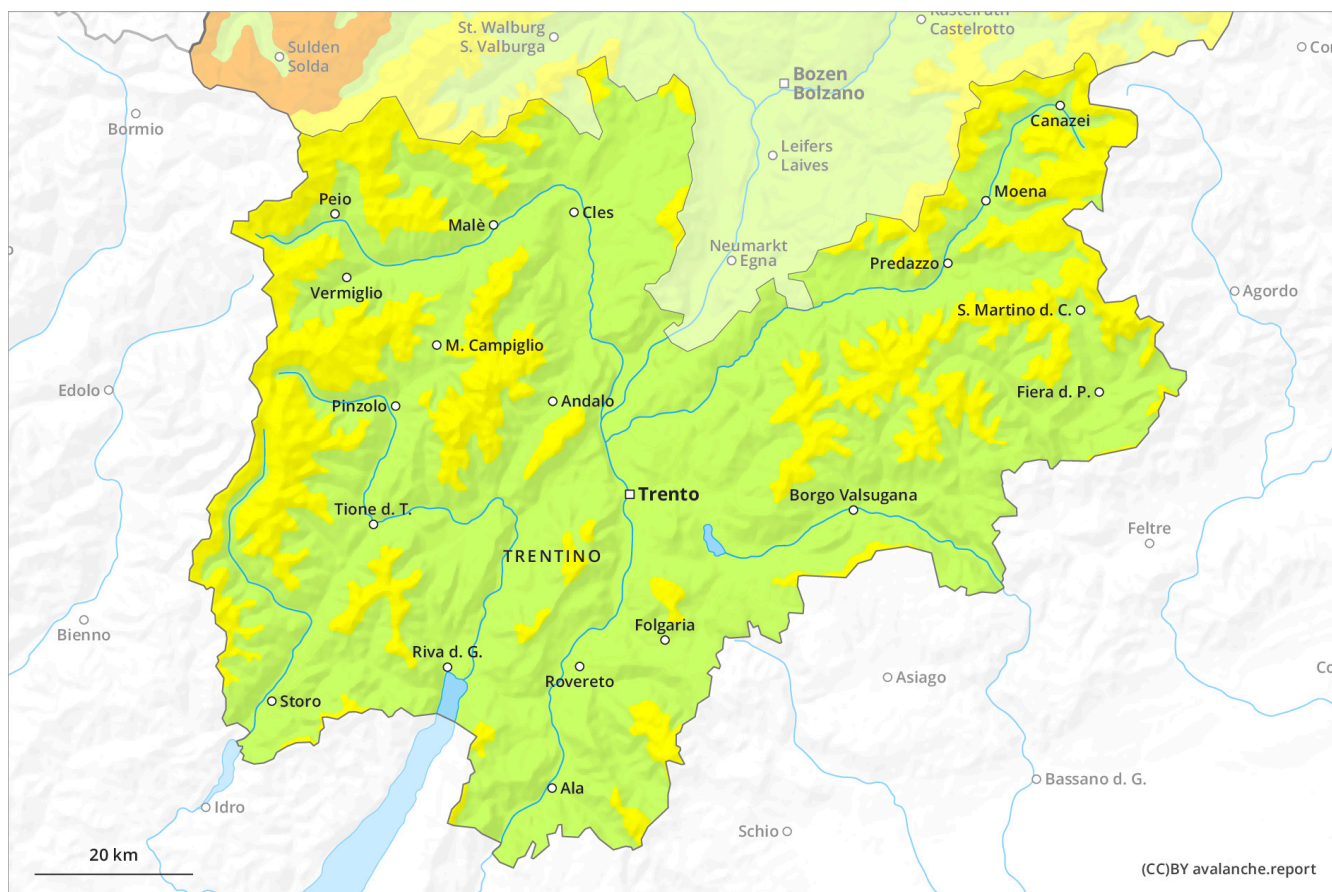 Kastelruth
Castelrotto
St. Walburg
S. Valburga
Sulden
Solda
Cor
Bozen
Bolzano
Bormio
Canazei
Leifers
Laives
Peio
Moena
Malè
Cles
Neumarkt
Egna
Predazzo
Vermiglio
Agordo
S. Martino d. C.
M. Campiglio
Edolo
Pinzolo
Andalo
Fiera d. P.
Trento
Borgo Valsugana
Tione d. T.
Feltre
TRENTINO
Bienno
Folgaria
Riva d. G.
Rovereto
Asiago
Co
Storo
Bassano d. G.
Ala
Idro
Schio
20 km
(CC)BY avalanche.report